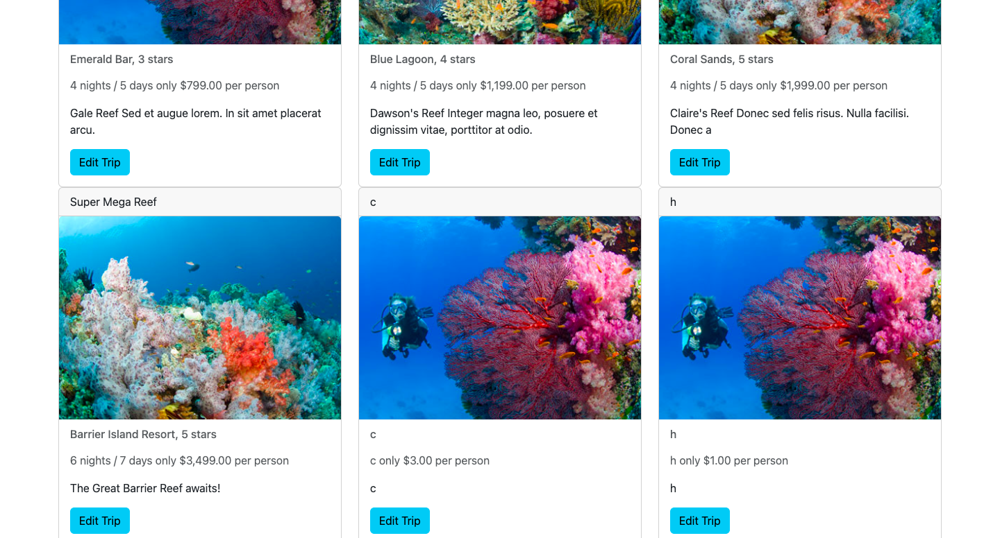 Emerald Bar, 3 stars
4 nights / 5 days only $799.00 per person
Gale Reef Sed et augue lorem. In sit amet placerat
arcu.
Edit Trip
Blue Lagoon, 4 stars
4 nights / 5 days only $1,199.00 per person
Dawson's Reef Integer magna leo, posuere et
dignissim vitae, porttitor at odio.
Edit Trip
Coral Sands, 5 stars
4 nights / 5 days only $1,999.00 per person
Claire's Reef Donec sed felis risus. Nulla facilisi.
Donec a
Edit Trip
Super Mega Reef
Barrier Island Resort, 5 stars
6 nights / 7 days only $3,499.00 per person
The Great Barrier Reef awaits!
Edit Trip
c
c
c only $3.00 per person
c
Edit Trip
h
h
h only $1.00 per person
h
Edit Trip